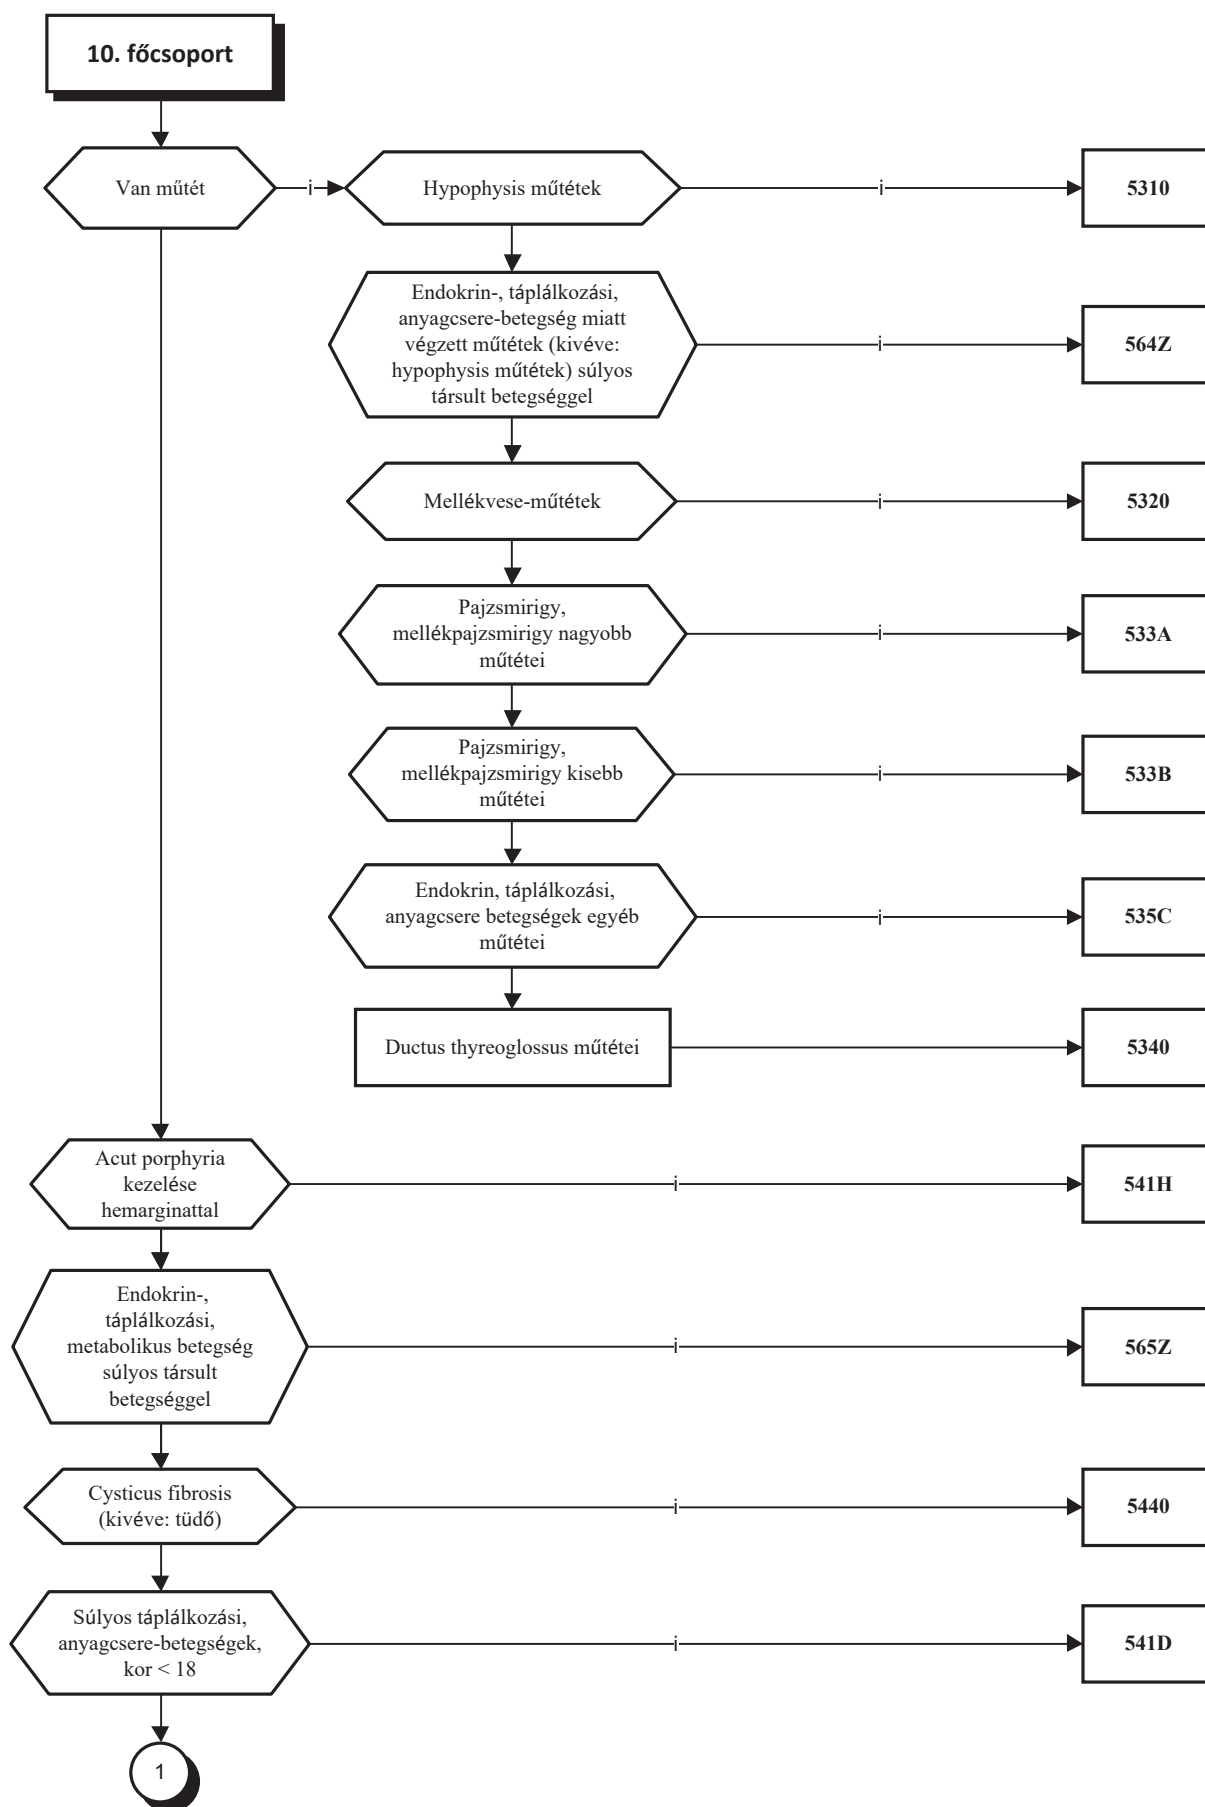 10. főcsoport
Van műtét
i
Hypophysis műtétek
i
5310
Endokrin-, táplálkozási,
anyagcsere-betegség miatt
végzett műtétek (kivéve:
hypophysis műtétek) súlyos
társult betegséggel
i
564Z
Mellékvese-műtétek
i
5320
Pajzsmirigy,
mellékpajzsmirigy nagyobb
műtétei
i
533A
Pajzsmirigy,
mellékpajzsmirigy kisebb
műtétei
i
533B
Endokrin, táplálkozási,
anyagcsere betegségek egyéb
műtétei
i
535C
Ductus thyreoglossus műtétei
5340
Acut porphyria
kezelése
hemarginattal
i
541H
Endokrin-,
táplálkozási,
metabolikus betegség
súlyos társult
betegséggel
i
565Z
Cysticus fibrosis
(kivéve: tüdő)
i
5440
Súlyos táplálkozási,
anyagcsere-betegségek,
kor < 18
i
541D
1